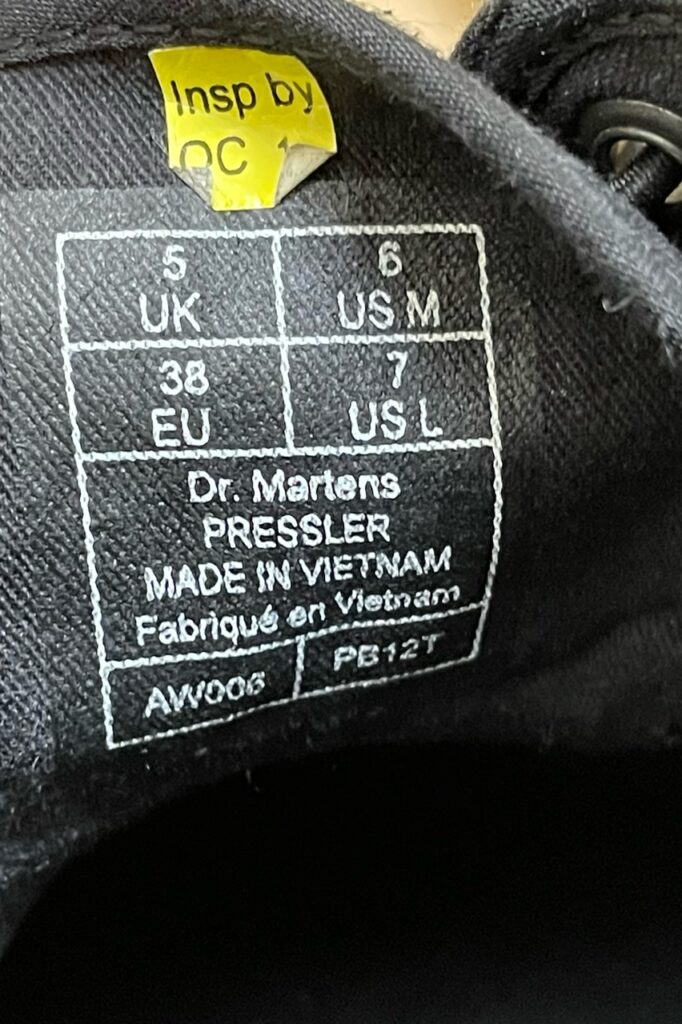 Insp by
QC
5
UK
6
US M
38
EU
7
US L
Dr. Martens
PRESSLER
MADE IN VIETNAM
Fabriqué en Vietnam
AW006
PB12T